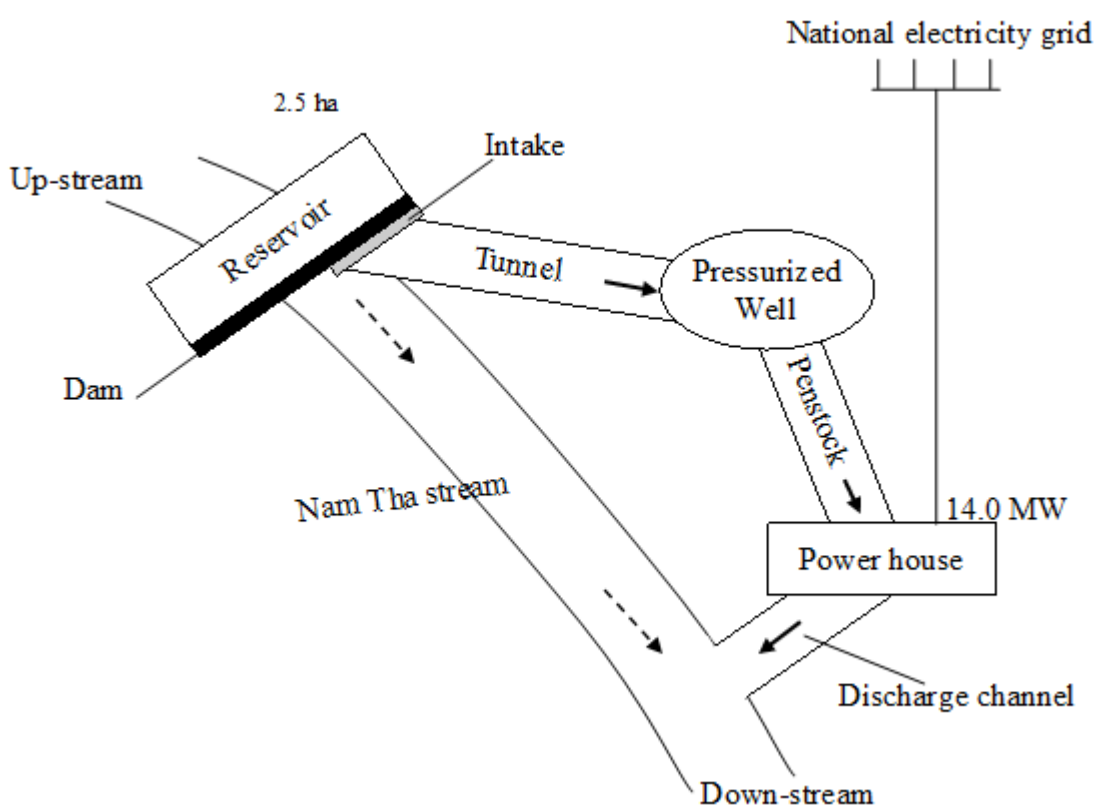 National electricity grid
2.5 ha
Intake
Up-stream
Reservoir
Tunnel
Pressurized
Well
Dam
Penstock
Nam Tha stream
14.0 MW
Power house
Discharge channel
Down-stream